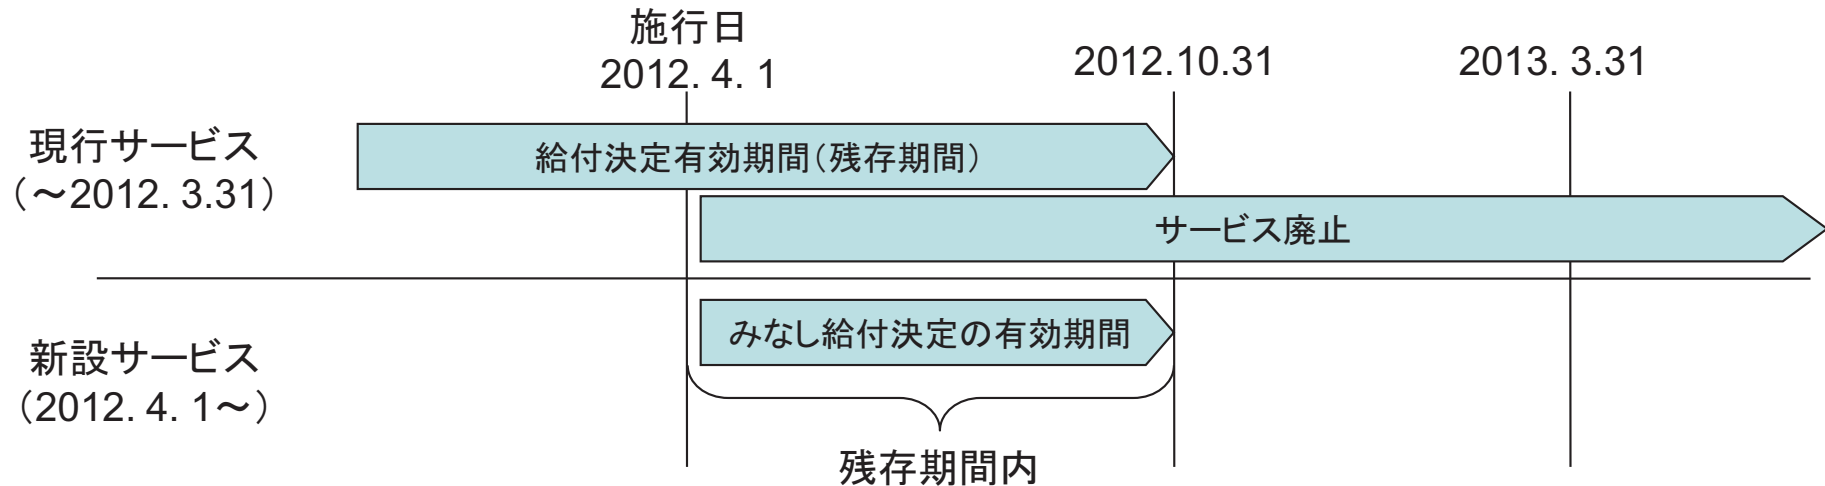 施行日
2012. 4. 1
2012.10.31
2013. 3.31
現行サービス
（～2012. 3.31）
給付決定有効期間（残存期間）
サービス廃止
新設サービス
（2012. 4. 1～）
みなし給付決定の有効期間
残存期間内